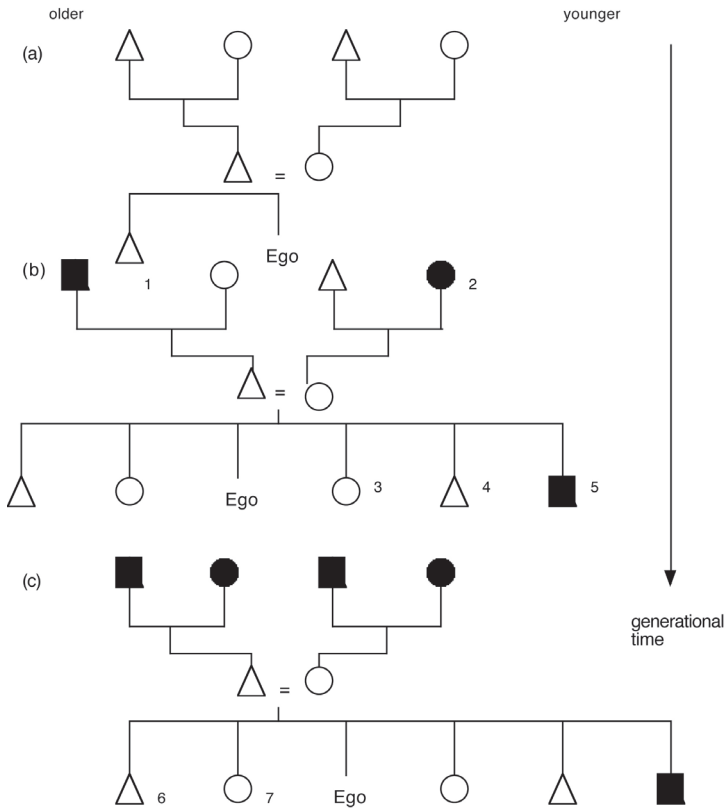 older
younger
(a)
=
Ego
(b)
1
2
=
Ego
3
4
5
(c)
generational
time
=
6
7
Ego